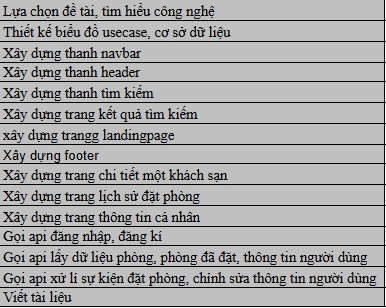 Lựa chọn đề tài, tìm hiểu công nghệ
Thiết kế biểu đồ usecase, cơ sở dữ liệu
Xây dựng thanh navbar
Xây dựng thanh header
Xây dựng thanh tìm kiếm
Xây dựng trang kết quả tìm kiếm
xây dựng trangg landingpage
Xây dựng footer
Xây dựng trang chi tiết một khách sạn
Xây dựng trang lịch sử đặt phòng
Xây dựng trang thông tin cá nhân
Gọi api đăng nhập, đăng kí
Gọi api lấy dữ liệu phòng, phòng đã đặt, thông tin người dùng
Gọi api xử lí sự kiện đặt phòng, chỉnh sửa thông tin người dùng
Viết tài liệu